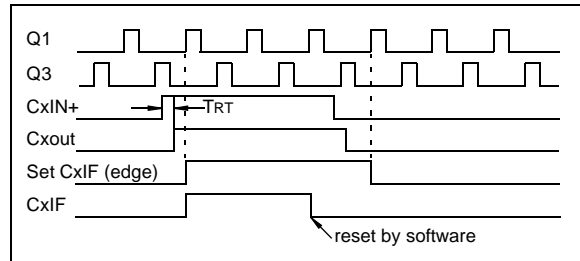 Q1
Q3
CxIN+
TRT
Cxout
Set CxIF (edge)
CxIF
reset by software